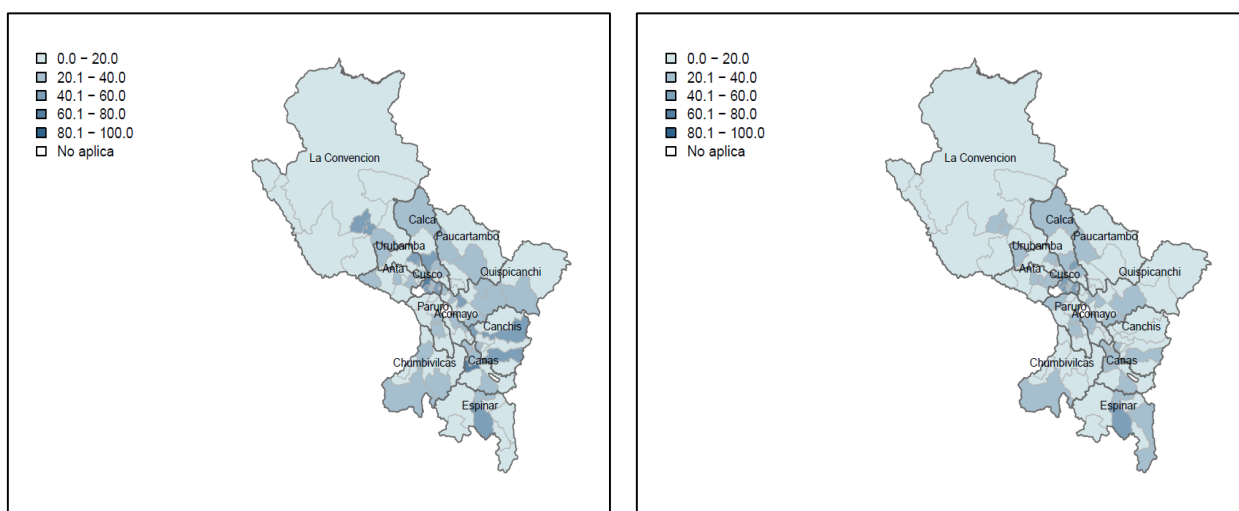 0.0 – 20.0
20.1 – 40.0
40.1 – 60.0
60.1 – 80.0
80.1 – 100.0
No aplica
La Convencion
Calca
Paucartambo
Urubamba
Anta
Cusco
Quispicanchi
Paruro
Acomayo
Canchis
Chumbivilcas
Canas
Espinar
0.0 – 20.0
20.1 – 40.0
40.1 – 60.0
60.1 – 80.0
80.1 – 100.0
No aplica
La Convencion
Calca
Paucartambo
Urubamba
Anta
Cusco
Quispicanchi
Paruro
Acomayo
Canchis
Chumbivilcas
Canas
Espinar